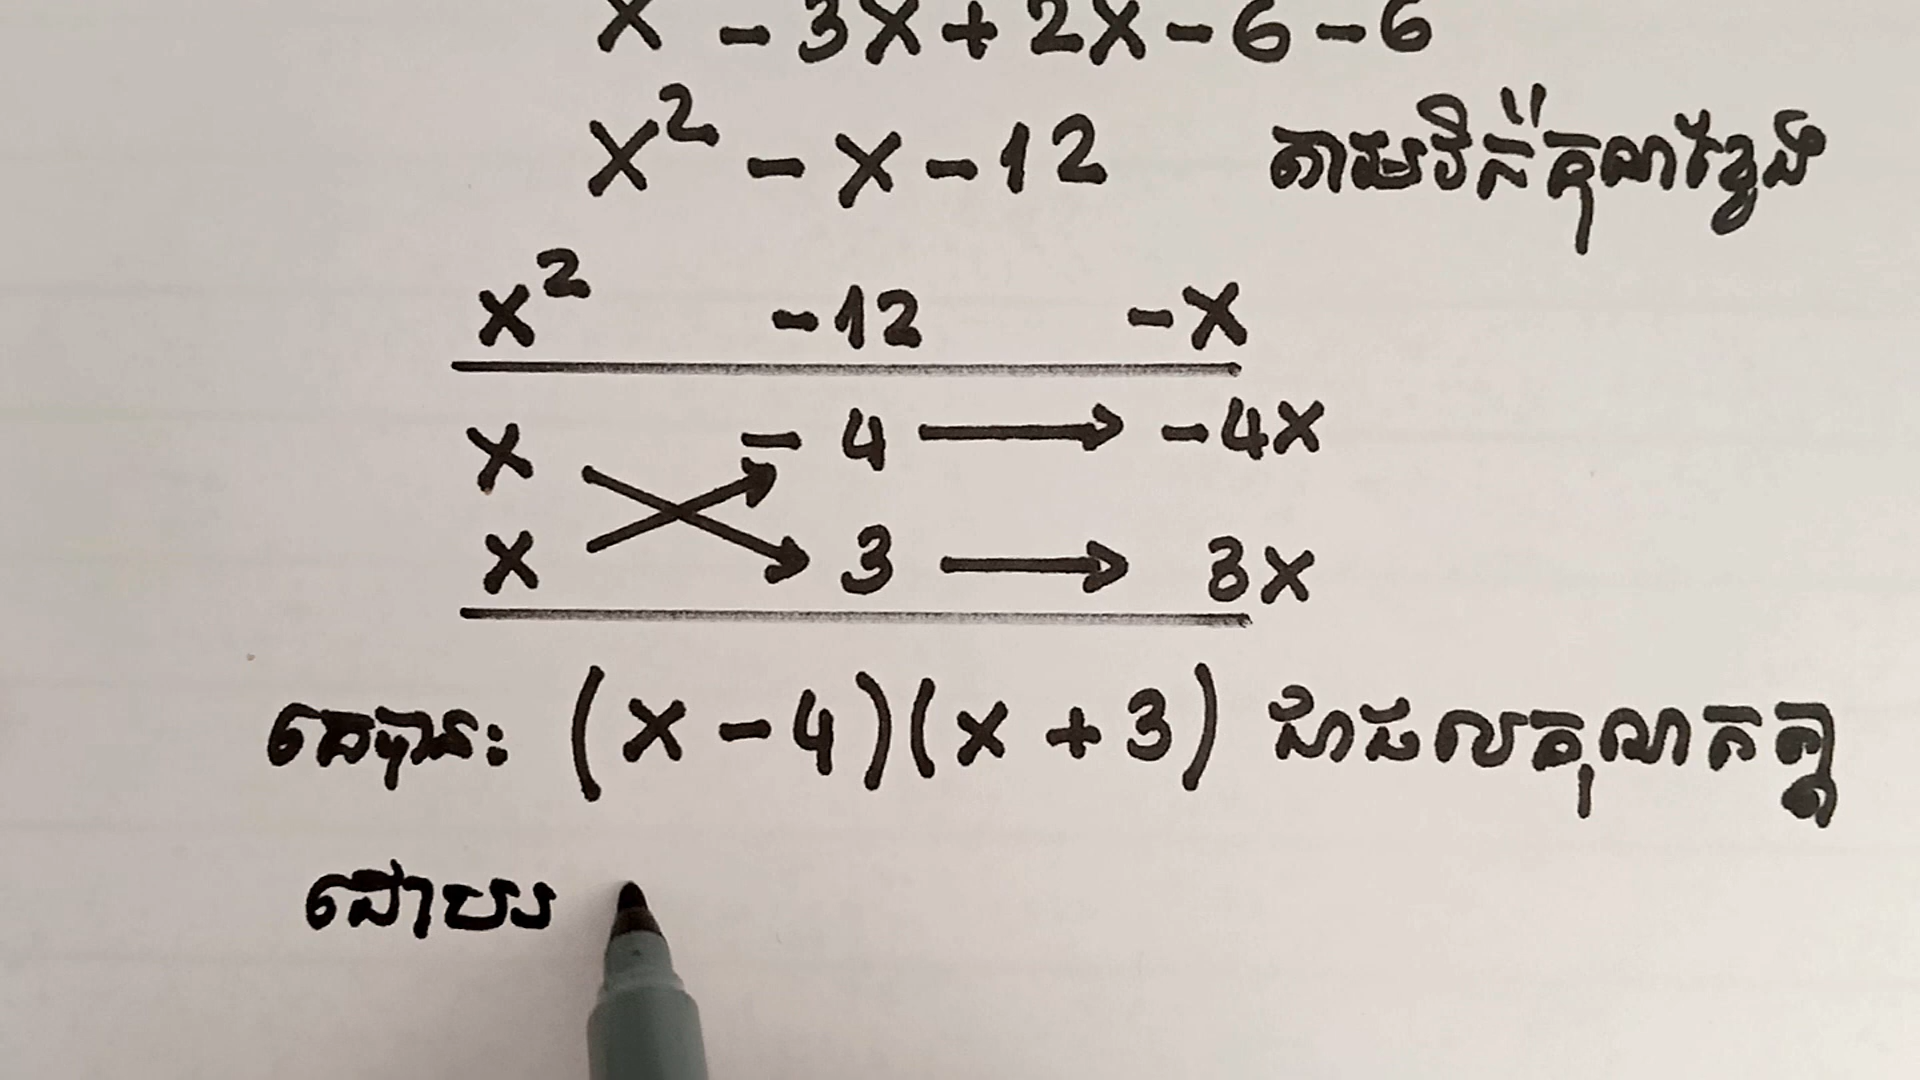 x - 3x + 2x - 6 - 6
x² - x - 12 តាមវិធីគុណខ្វែង
x² -12 -x
x - 4 → -4x
x 3 → 3x
គេបាន: (x - 4)(x + 3) ជាផលគុណកត្តា
ដោយ